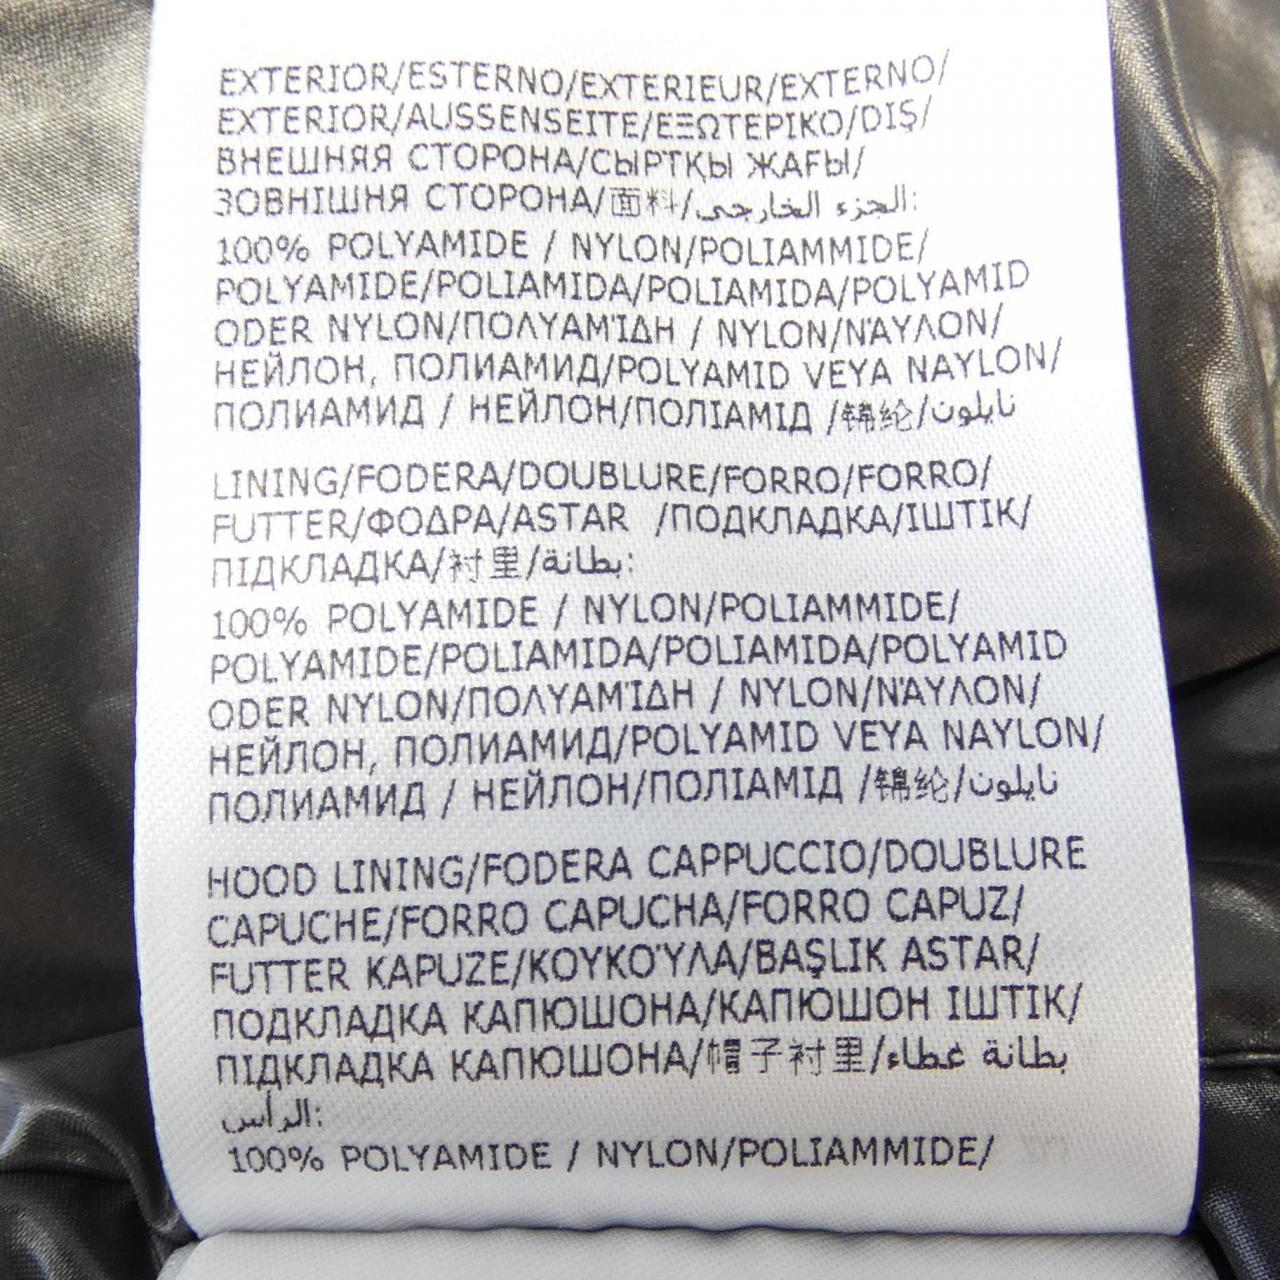 EXTERIOR/ESTERNO/EXTERIEUR/EXTERNO/
EXTERIOR/AUSSENSEITE/ΕΞΩΤΕΡΙΚΟ/DIŞ/
ВНЕШНЯЯ СТОРОНА/СЫРТҚЫ ЖАҒЫ/
ЗОВНІШНЯ СТОРОНА/面料/الجزء الخارجي:
100% POLYAMIDE / NYLON/POLIAMMIDE/
POLYAMIDE/POLIAMIDA/POLIAMIDA/POLYAMID
ODER NYLON/ΠΟΛΥΑΜΊΔΗ / NYLON/ΝΆΥΛΟΝ/
НЕЙЛОН, ПОЛИАМИД/POLYAMID VEYA NAYLON/
ПОЛИАМИД / НЕЙЛОН/ПОЛІАМІД /锦纶/نايلون
LINING/FODERA/DOUBLURE/FORRO/FORRO/
FUTTER/ΦΟΔΡΑ/ASTAR /ПОДКЛАДКА/ІШТІК/
ПІДКЛАДКА/衬里/بطانة:
100% POLYAMIDE / NYLON/POLIAMMIDE/
POLYAMIDE/POLIAMIDA/POLIAMIDA/POLYAMID
ODER NYLON/ΠΟΛΥΑΜΊΔΗ / NYLON/ΝΆΥΛΟΝ/
НЕЙЛОН, ПОЛИАМИД/POLYAMID VEYA NAYLON/
ПОЛИАМИД / НЕЙЛОН/ПОЛІАМІД /锦纶/نايلون
HOOD LINING/FODERA CAPPUCCIO/DOUBLURE
CAPUCHE/FORRO CAPUCHA/FORRO CAPUZ/
FUTTER KAPUZE/ΚΟΥΚΟΎΛΑ/BAŞLIK ASTAR/
ПОДКЛАДКА КАПЮШОНА/КАПЮШОН ІШТІК/
ПІДКЛАДКА КАПЮШОНА/帽子衬里/بطانة غطاء
الرأس:
100% POLYAMIDE / NYLON/POLIAMMIDE/